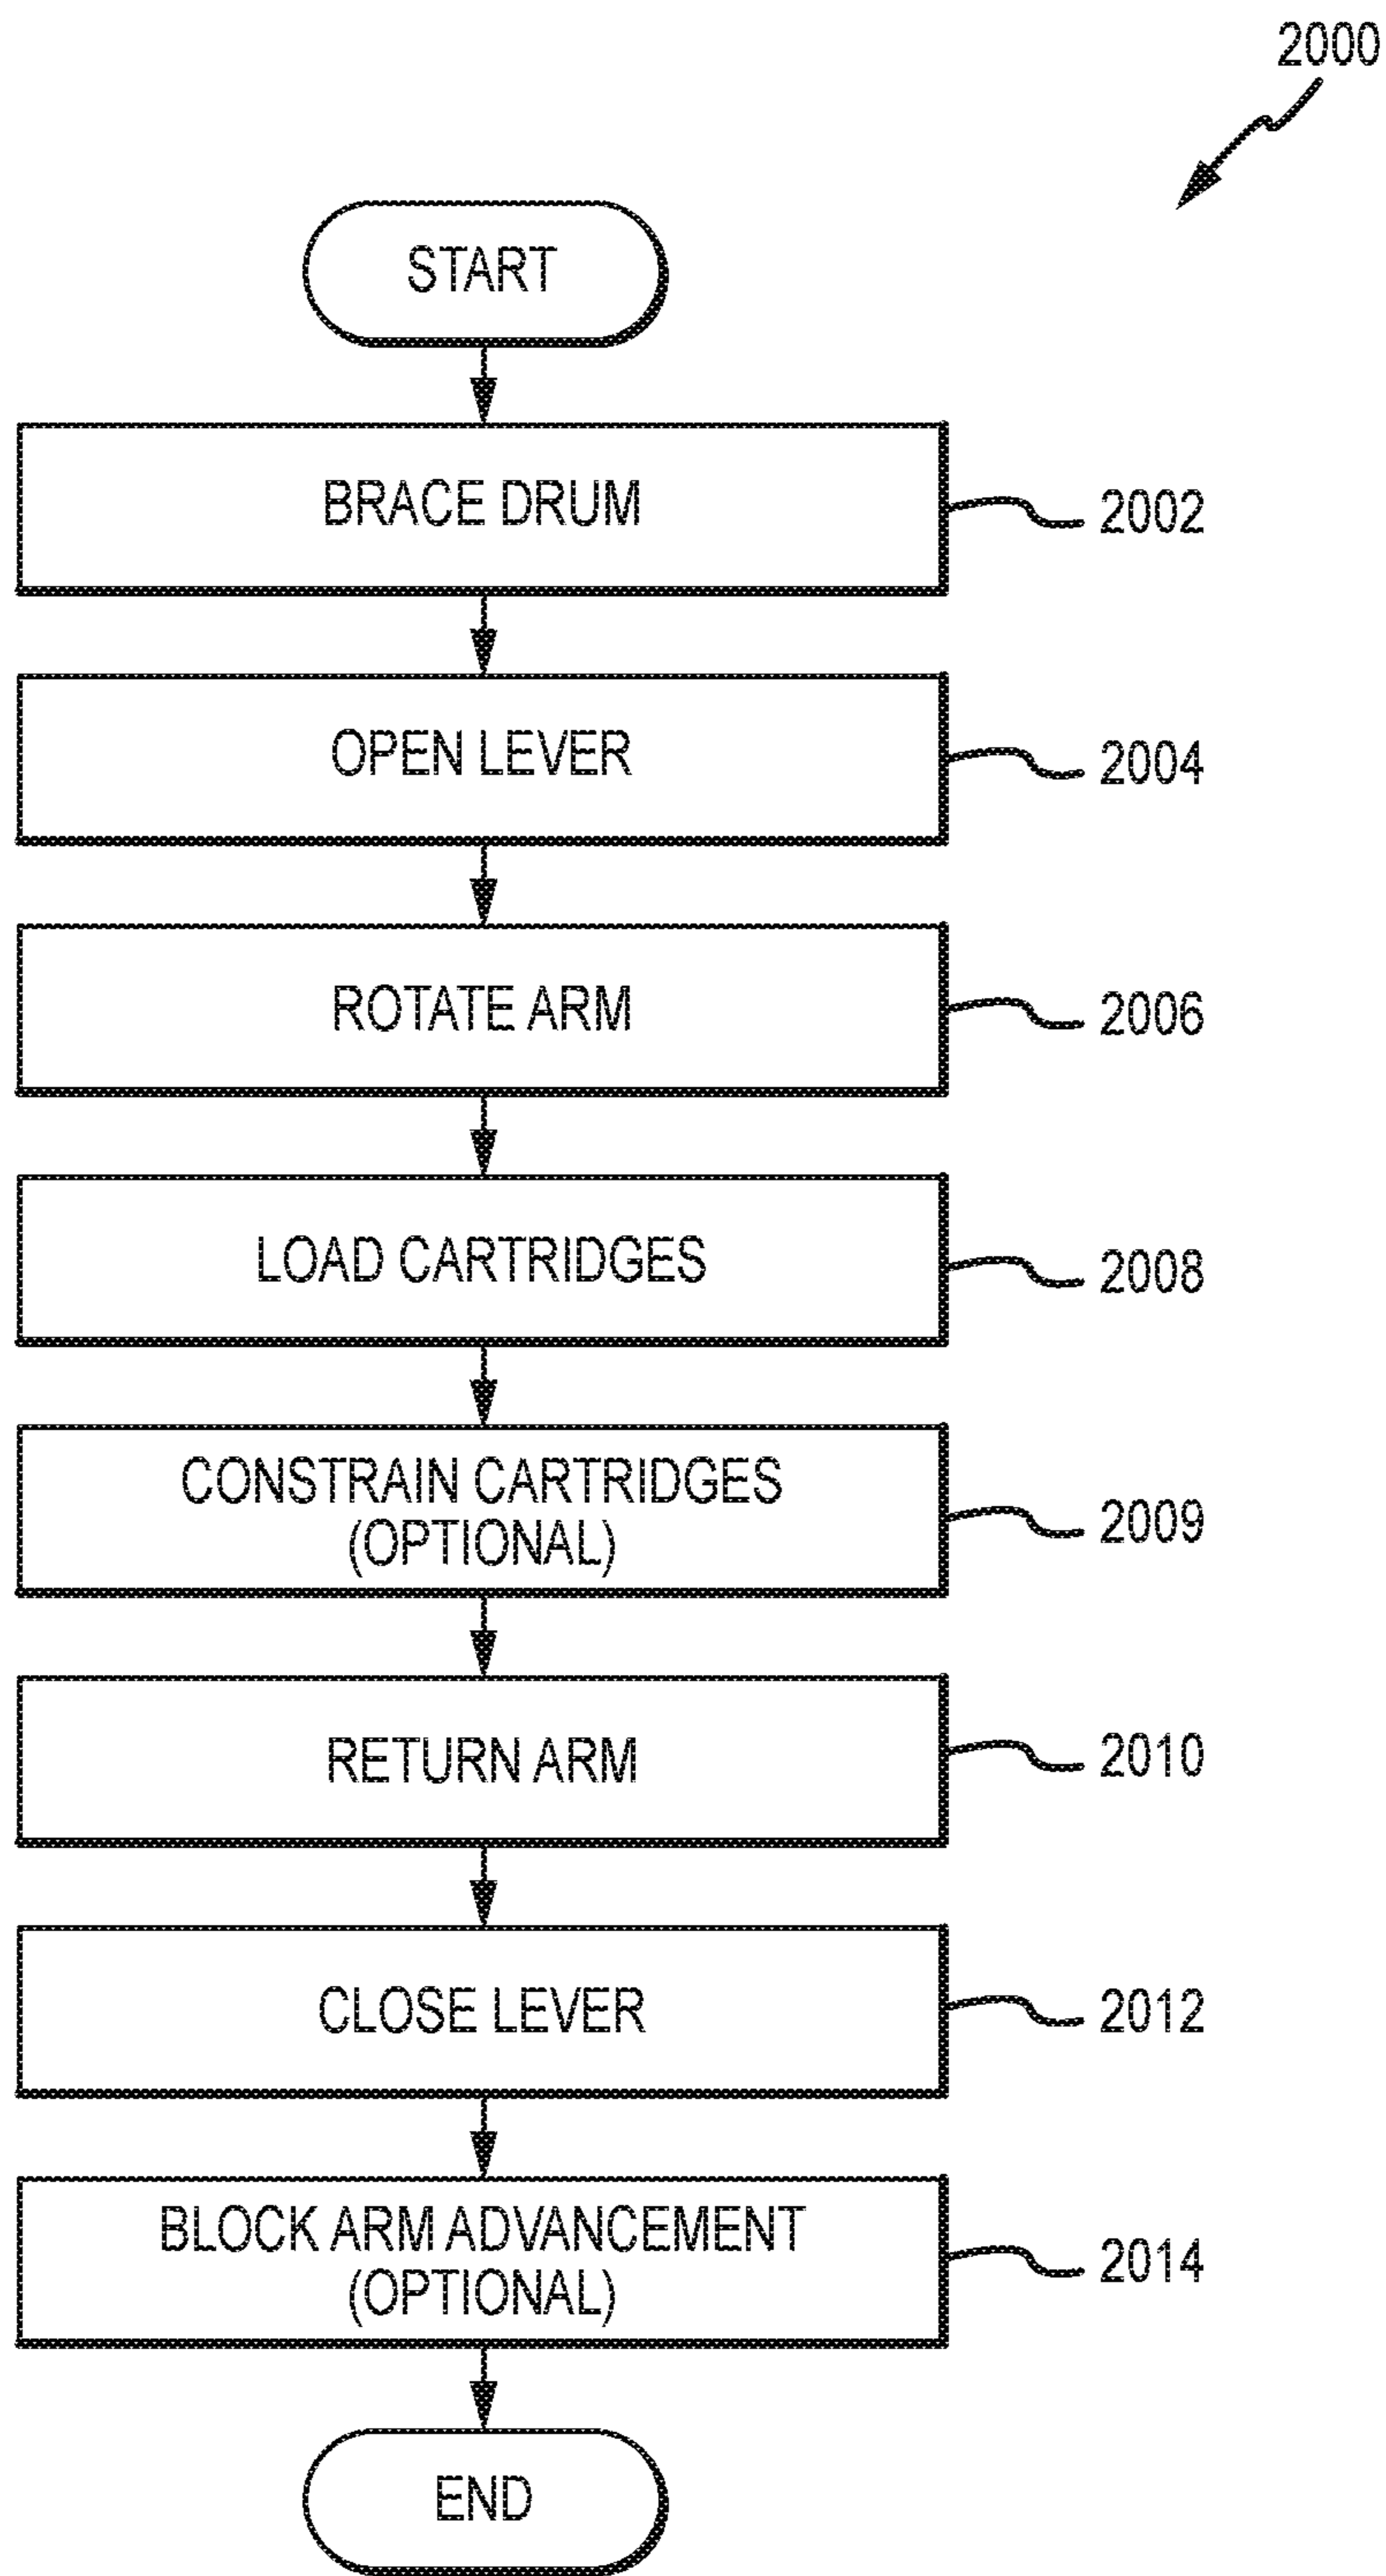 2000
START
BRACE DRUM
2002
OPEN LEVER
2004
ROTATE ARM
2006
LOAD CARTRIDGES
2008
CONSTRAIN CARTRIDGES
(OPTIONAL)
2009
RETURN ARM
2010
CLOSE LEVER
2012
BLOCK ARM ADVANCEMENT
(OPTIONAL)
2014
END